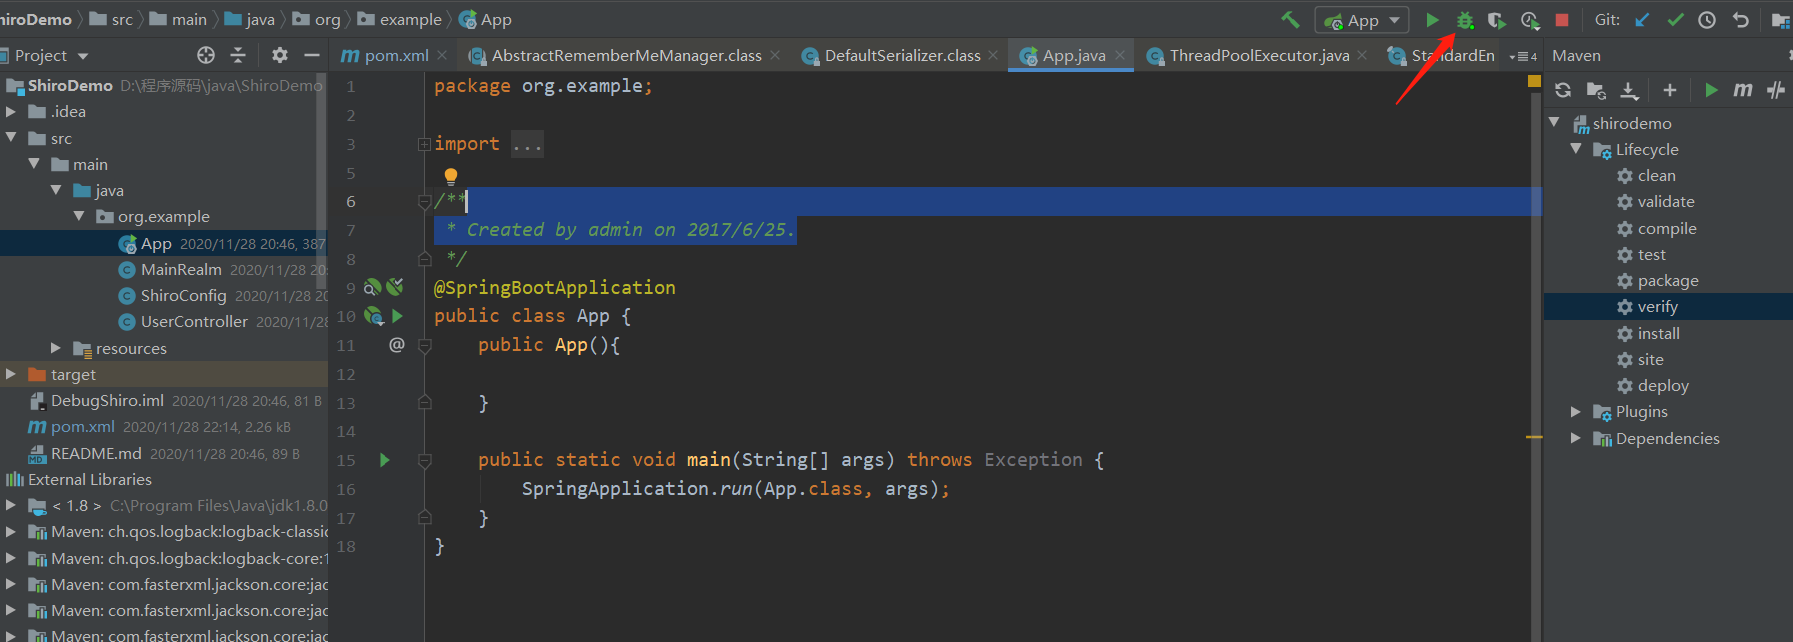 hiroDemo src main java org example App
App Git:
Project
pom.xml AbstractRememberMeManager.class DefaultSerializer.class App.java ThreadPoolExecutor.java StandardEn 4 Maven
ShiroDemo D:\程序源码\java\ShiroDemo
.idea
src
main
java
org.example
App 2020/11/28 20:46, 387
MainRealm 2020/11/28 20:
ShiroConfig 2020/11/28 20
UserController 2020/11/28
resources
target
DebugShiro.iml 2020/11/28 20:46, 81 B
pom.xml 2020/11/28 22:14, 2.26 kB
README.md 2020/11/28 20:46, 89 B
External Libraries
< 1.8 > C:\Program Files\Java\jdk1.8.0
Maven: ch.qos.logback:logback-classic
Maven: ch.qos.logback:logback-core:1
Maven: com.fasterxml.jackson.core:jac
Maven: com.fasterxml.jackson.core:jac
Maven: com.fasterxml.jackson.core:jac
1 package org.example;
2
3 import ...
5
6 /**
7 * Created by admin on 2017/6/25.
8 */
9 @SpringBootApplication
10 public class App {
11 @ public App(){
12
13 }
14
15 public static void main(String[] args) throws Exception {
16 SpringApplication.run(App.class, args);
17 }
18 }
shirodemo
Lifecycle
clean
validate
compile
test
package
verify
install
site
deploy
Plugins
Dependencies